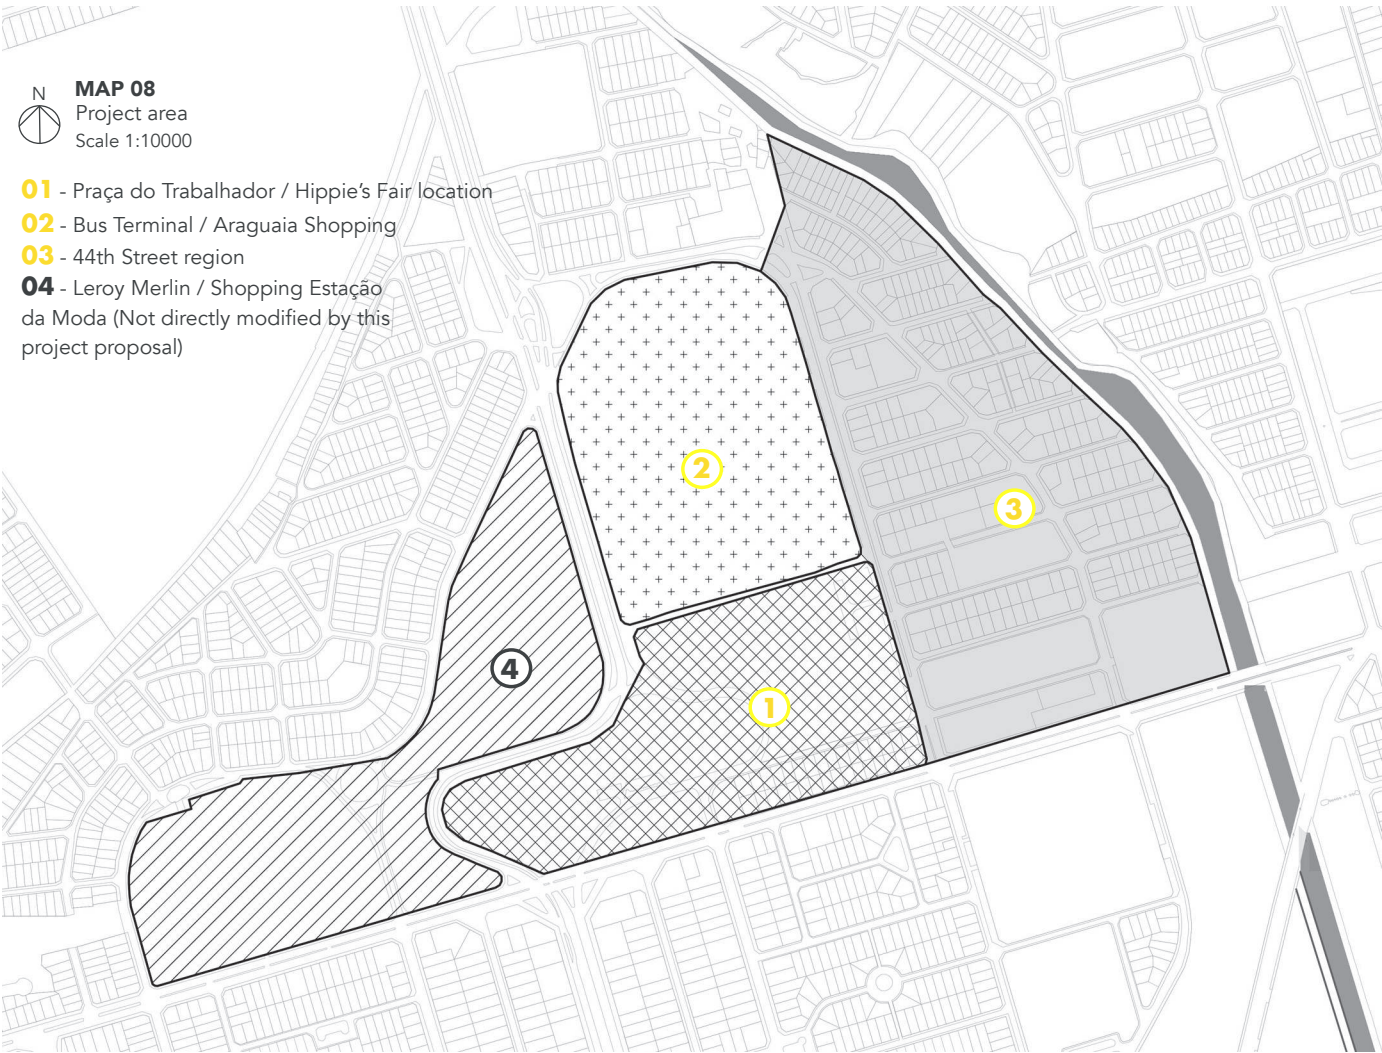 N
MAP 08
Project area
Scale 1:10000
01 - Praça do Trabalhador / Hippie's Fair location
02 - Bus Terminal / Araguaia Shopping
03 - 44th Street region
04 - Leroy Merlin / Shopping Estação
da Moda (Not directly modified by this
project proposal)
2
3
4
1